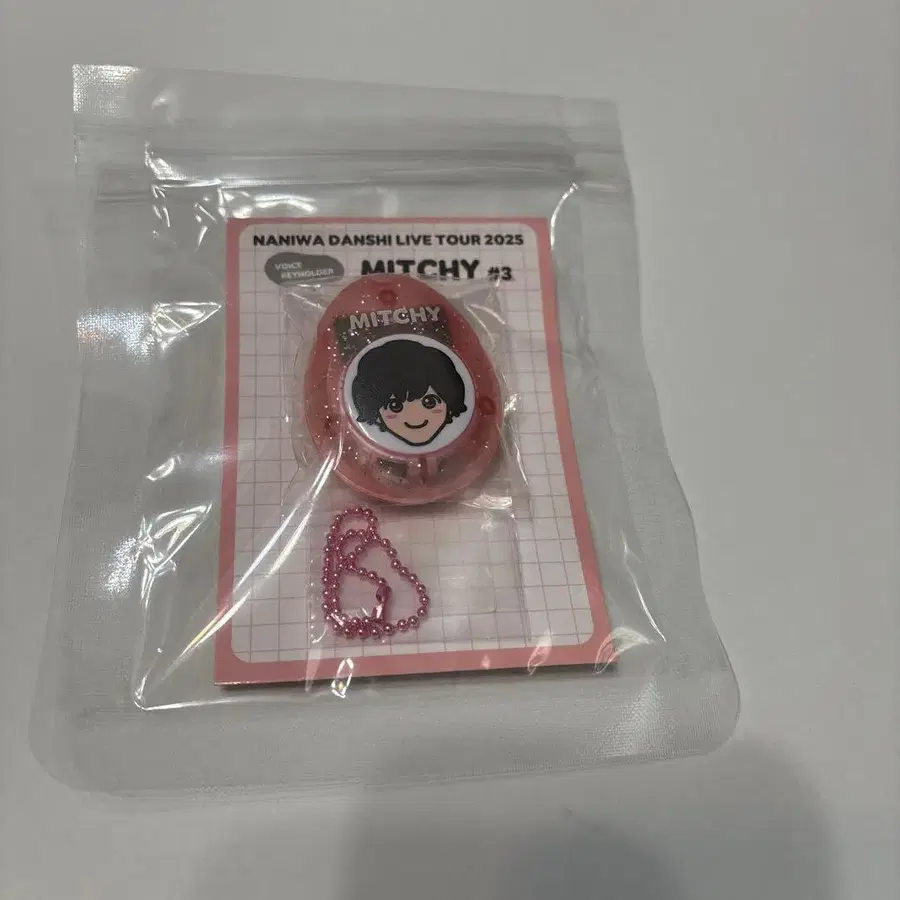 NANIWA DANSHI LIVE TOUR 2025
VOICE
KEYHOLDER
MITCHY #3
MITCHY